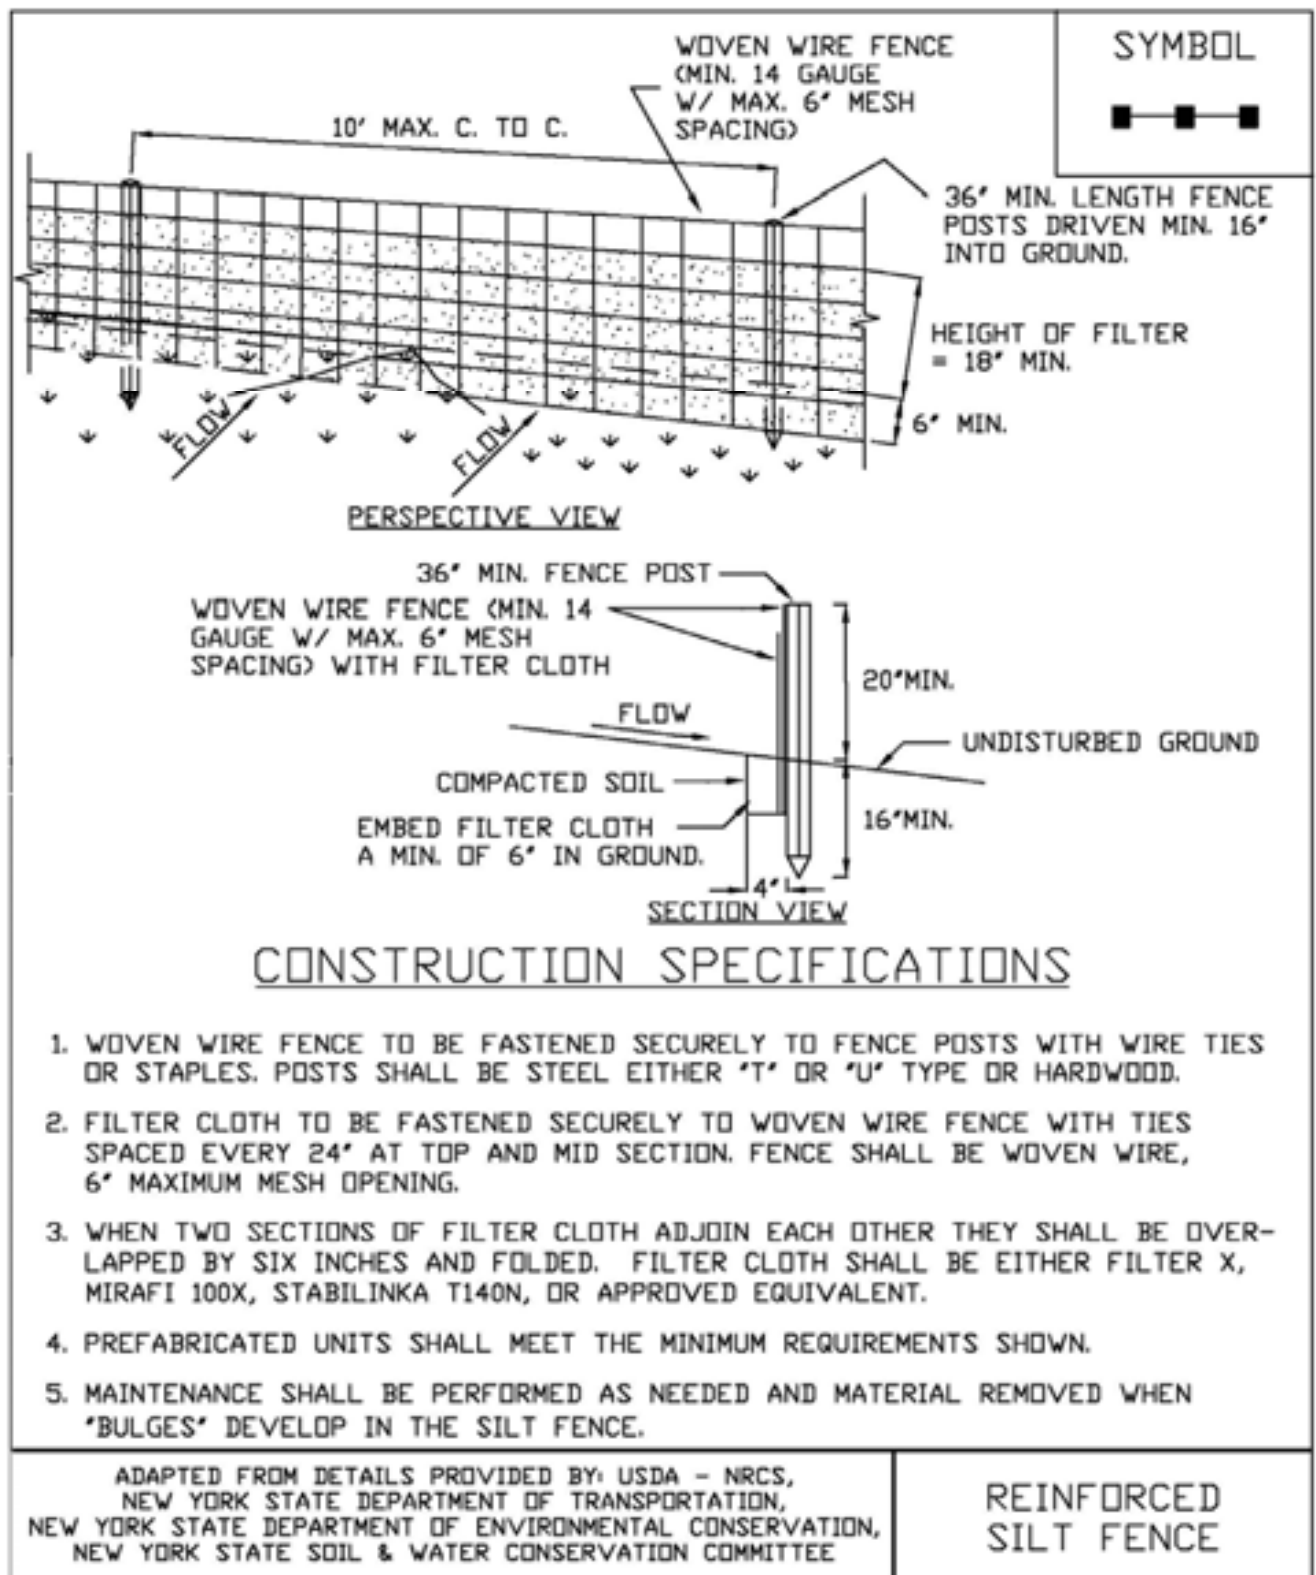 WOVEN WIRE FENCE
(MIN. 14 GAUGE
W/ MAX. 6" MESH
SPACING)
SYMBOL
10' MAX. C. TO C.
36" MIN. LENGTH FENCE
POSTS DRIVEN MIN. 16"
INTO GROUND.
HEIGHT OF FILTER
= 18" MIN.
6" MIN.
FLOW
FLOW
PERSPECTIVE VIEW
36" MIN. FENCE POST
WOVEN WIRE FENCE (MIN. 14
GAUGE W/ MAX. 6" MESH
SPACING) WITH FILTER CLOTH
20"MIN.
FLOW
UNDISTURBED GROUND
COMPACTED SOIL
EMBED FILTER CLOTH
A MIN. OF 6" IN GROUND.
16"MIN.
4"
SECTION VIEW
CONSTRUCTION SPECIFICATIONS
1. WOVEN WIRE FENCE TO BE FASTENED SECURELY TO FENCE POSTS WITH WIRE TIES
OR STAPLES. POSTS SHALL BE STEEL EITHER "T" OR "U" TYPE OR HARDWOOD.
2. FILTER CLOTH TO BE FASTENED SECURELY TO WOVEN WIRE FENCE WITH TIES
SPACED EVERY 24" AT TOP AND MID SECTION. FENCE SHALL BE WOVEN WIRE,
6" MAXIMUM MESH OPENING.
3. WHEN TWO SECTIONS OF FILTER CLOTH ADJOIN EACH OTHER THEY SHALL BE OVER-
LAPPED BY SIX INCHES AND FOLDED. FILTER CLOTH SHALL BE EITHER FILTER X,
MIRAFI 100X, STABILINKA T140N, OR APPROVED EQUIVALENT.
4. PREFABRICATED UNITS SHALL MEET THE MINIMUM REQUIREMENTS SHOWN.
5. MAINTENANCE SHALL BE PERFORMED AS NEEDED AND MATERIAL REMOVED WHEN
"BULGES" DEVELOP IN THE SILT FENCE.
ADAPTED FROM DETAILS PROVIDED BY: USDA - NRCS,
NEW YORK STATE DEPARTMENT OF TRANSPORTATION,
NEW YORK STATE DEPARTMENT OF ENVIRONMENTAL CONSERVATION,
NEW YORK STATE SOIL & WATER CONSERVATION COMMITTEE
REINFORCED
SILT FENCE